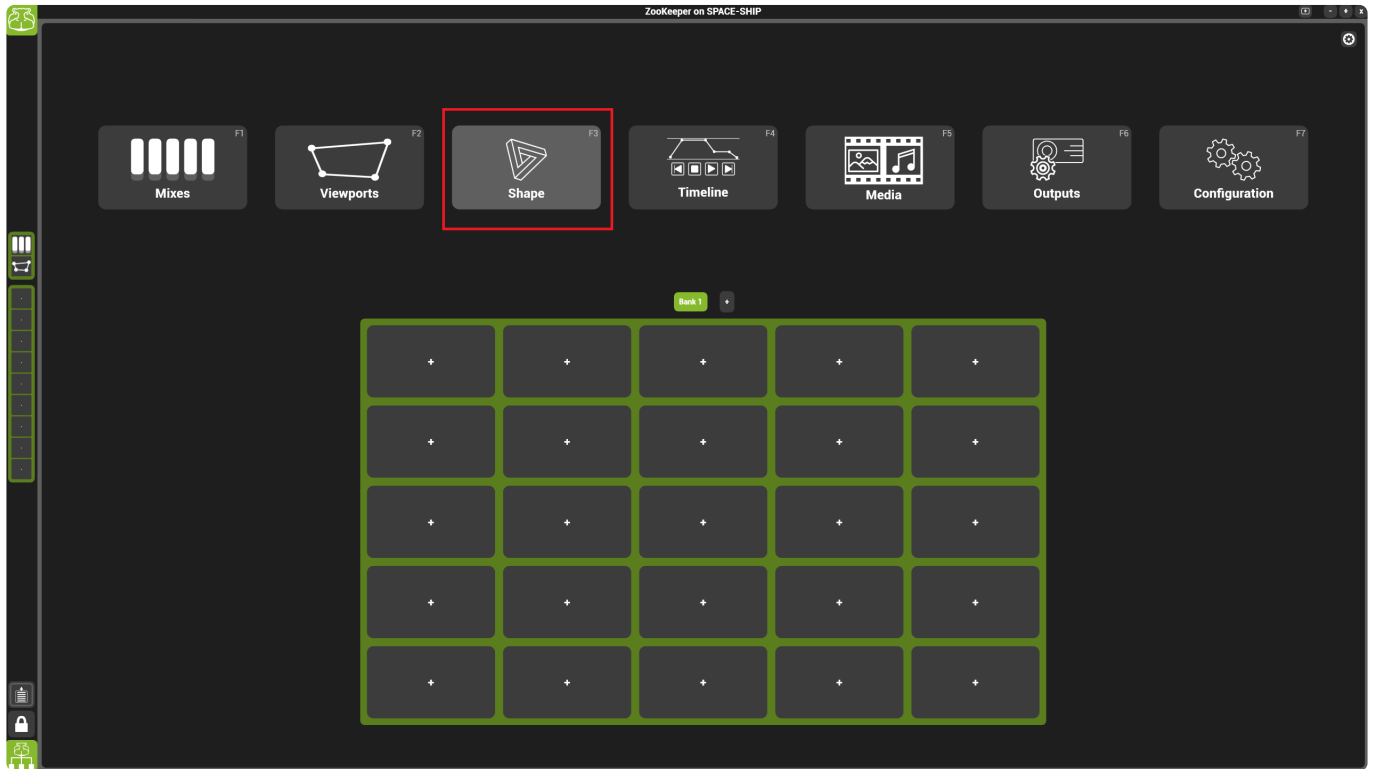 ZooKeeper on SPACE-SHIP
- + x
F1
Mixes
F2
Viewports
F3
Shape
F4
Timeline
F5
Media
F6
Outputs
F7
Configuration
Bank 1 +
+ + + + +
+ + + + +
+ + + + +
+ + + + +
+ + + + +